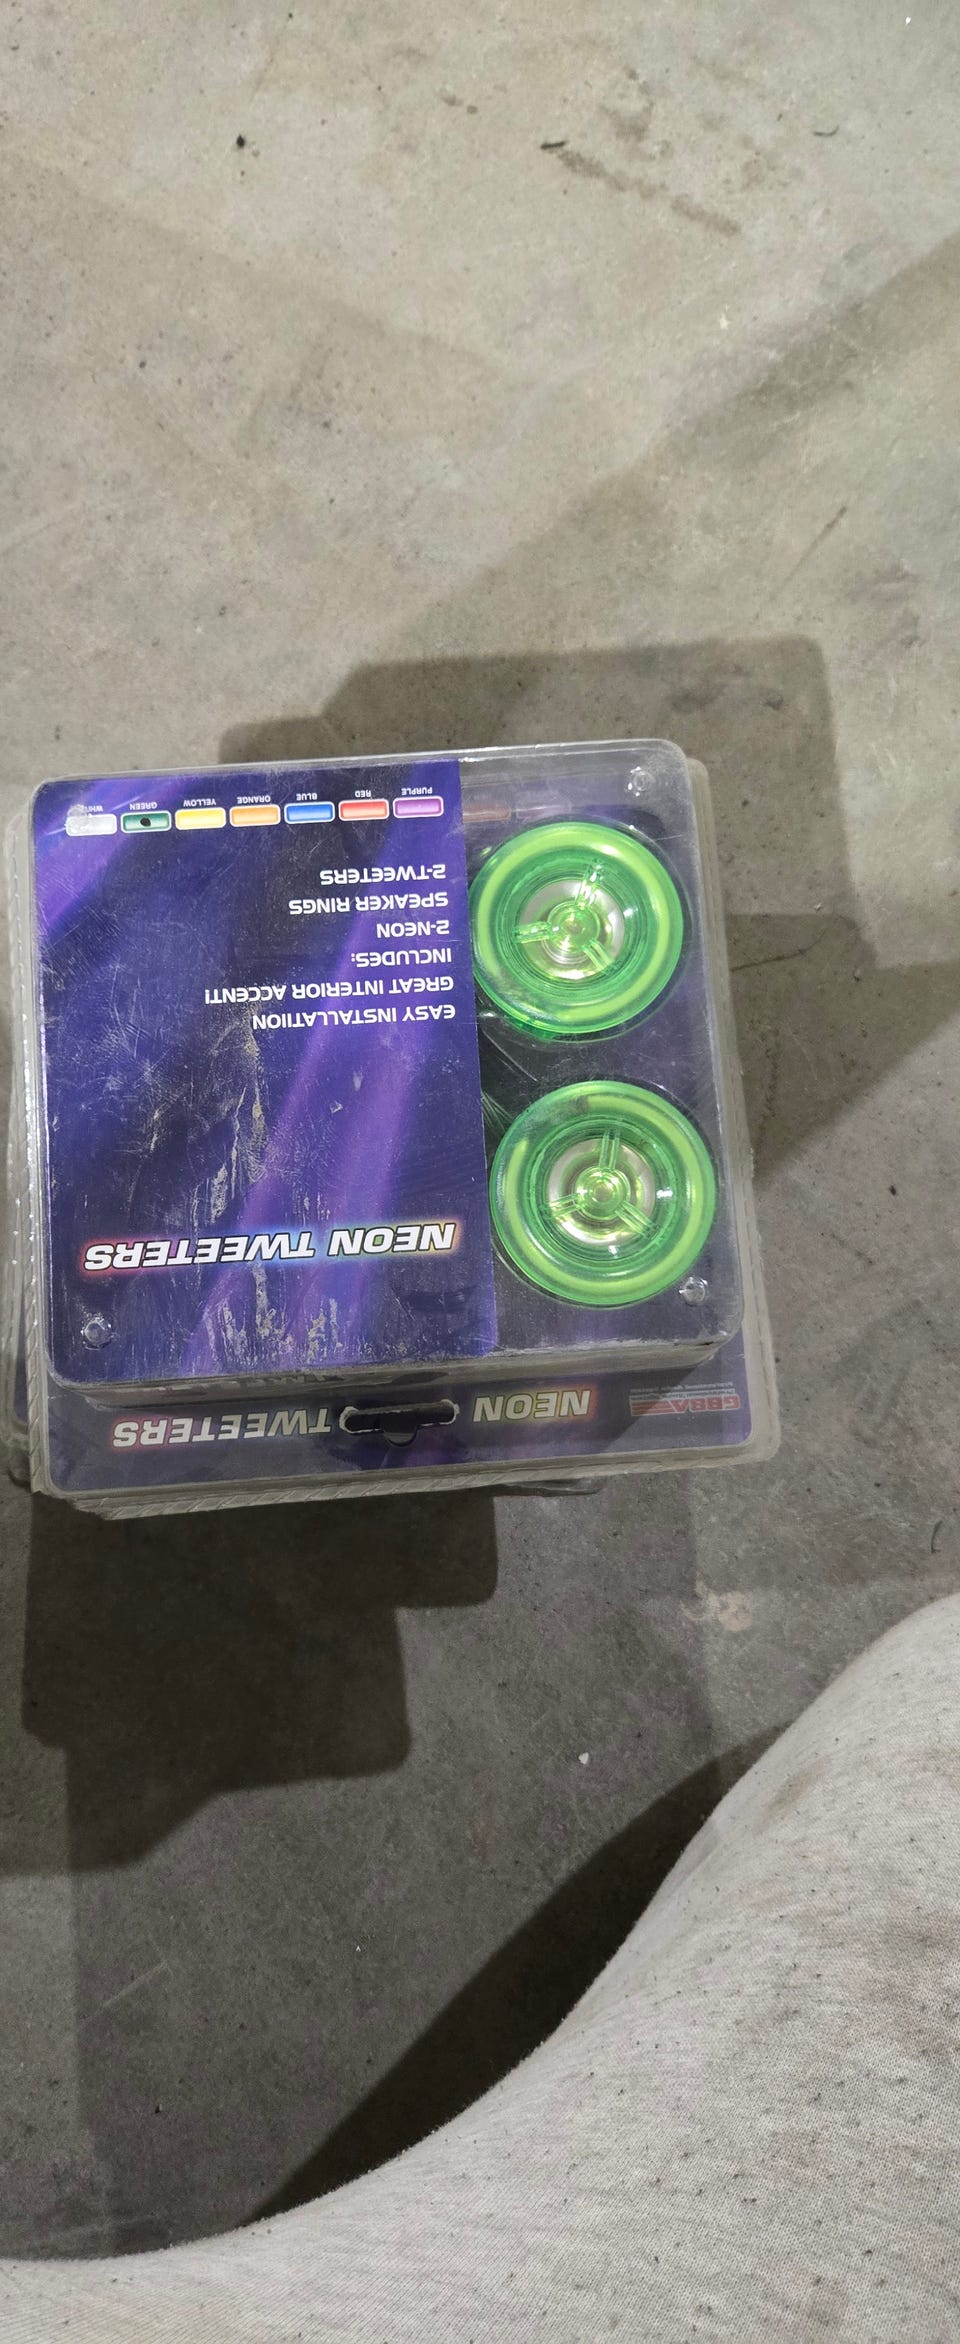 GBBA
NEON TWEETERS
NEON TWEETERS
EASY INSTALLATIION
GREAT INTERIOR ACCENT!
INCLUDES:
2-NEON
SPEAKER RINGS
2-TWEETERS
PURPLE RED BLUE ORANGE YELLOW GREEN